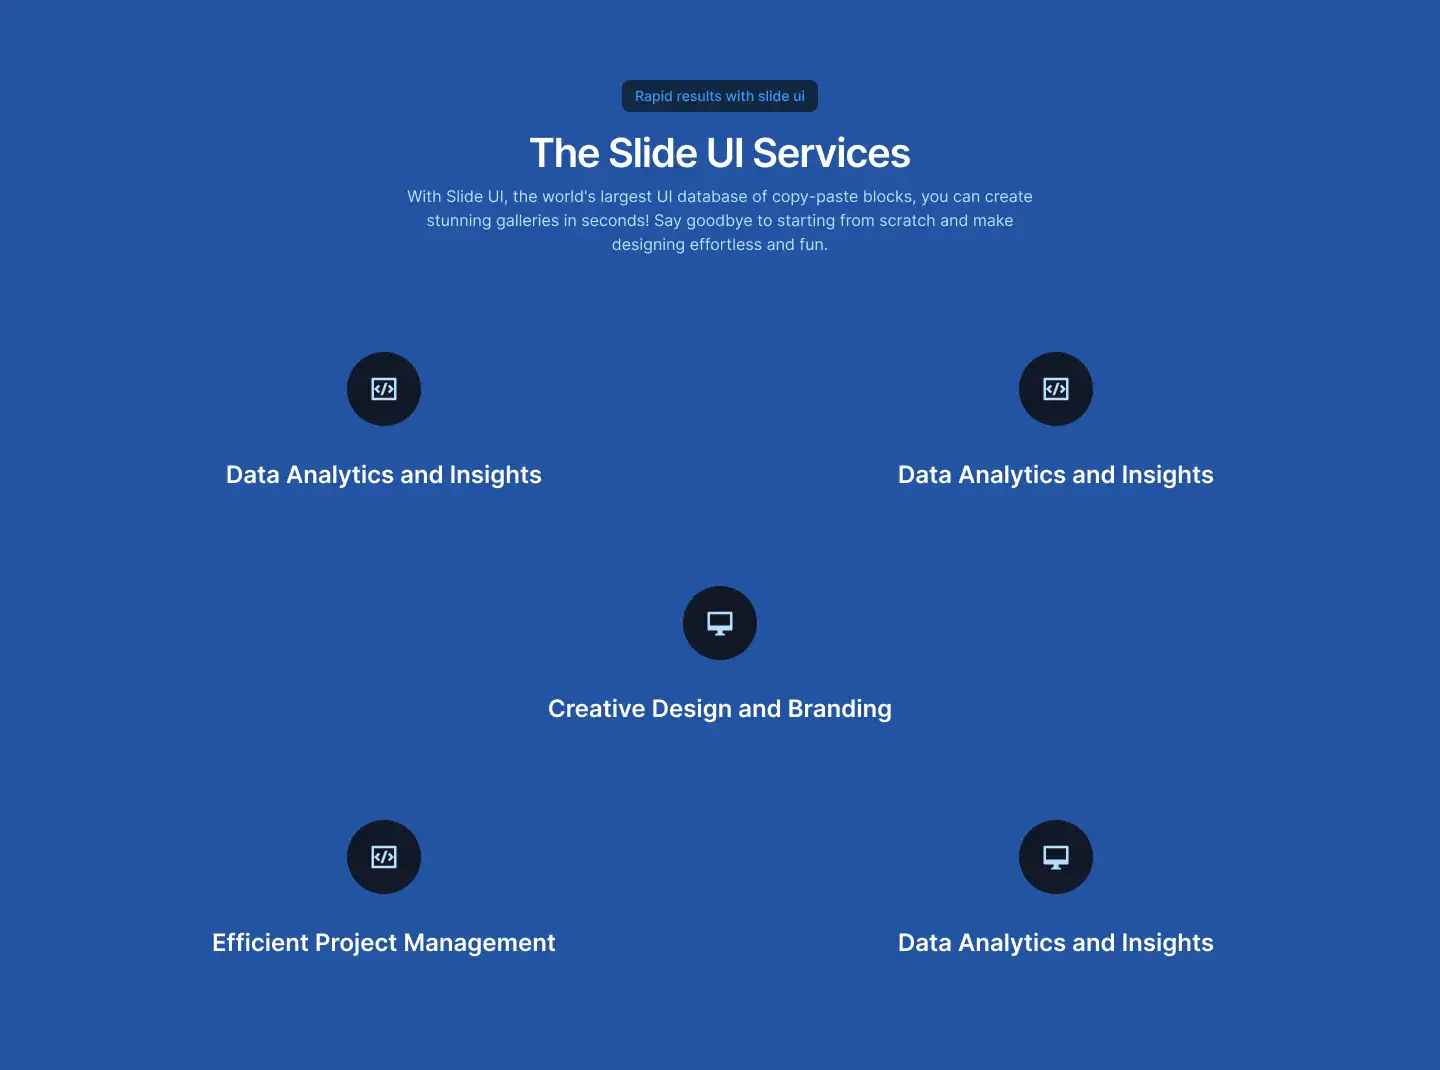 Rapid results with slide ui
The Slide UI Services
With Slide UI, the world's largest UI database of copy-paste blocks, you can create
stunning galleries in seconds! Say goodbye to starting from scratch and make
designing effortless and fun.
Data Analytics and Insights
Data Analytics and Insights
Creative Design and Branding
Efficient Project Management
Data Analytics and Insights